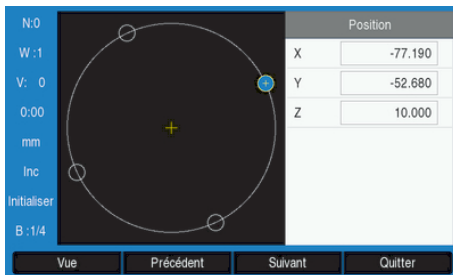 N:0
W :1
V: 0
0:00
mm
Inc
Initialiser
B :1/4
Position
X -77.190
Y -52.680
Z 10.000
Vue Précédent Suivant Quitter